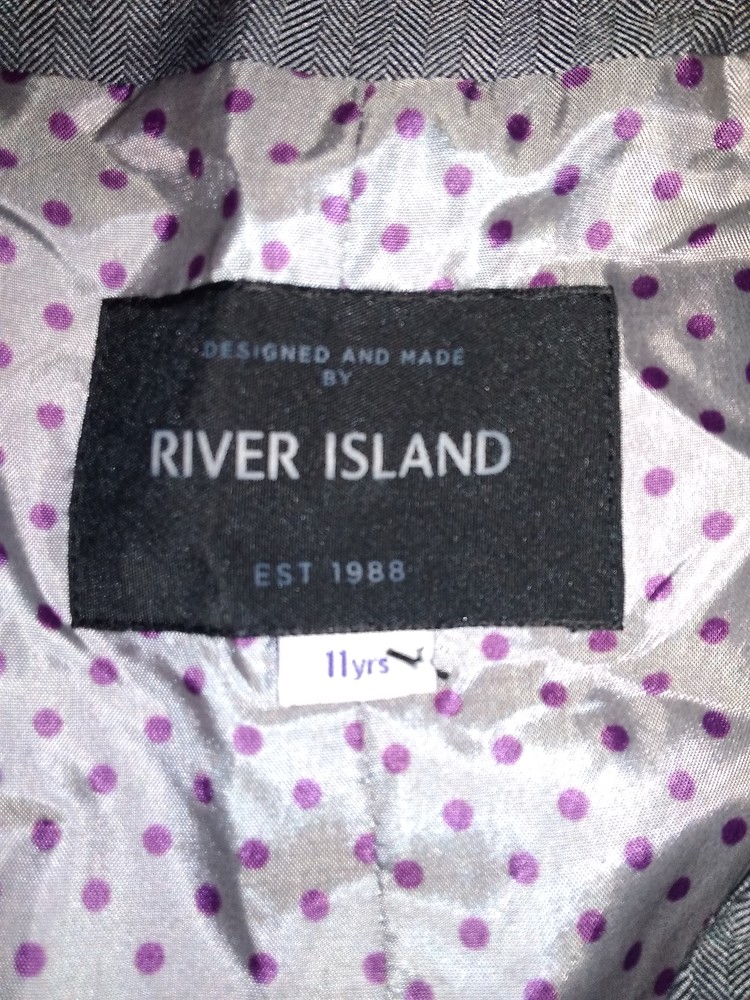 DESIGNED AND MADE
BY
RIVER ISLAND
EST 1988
11yrs